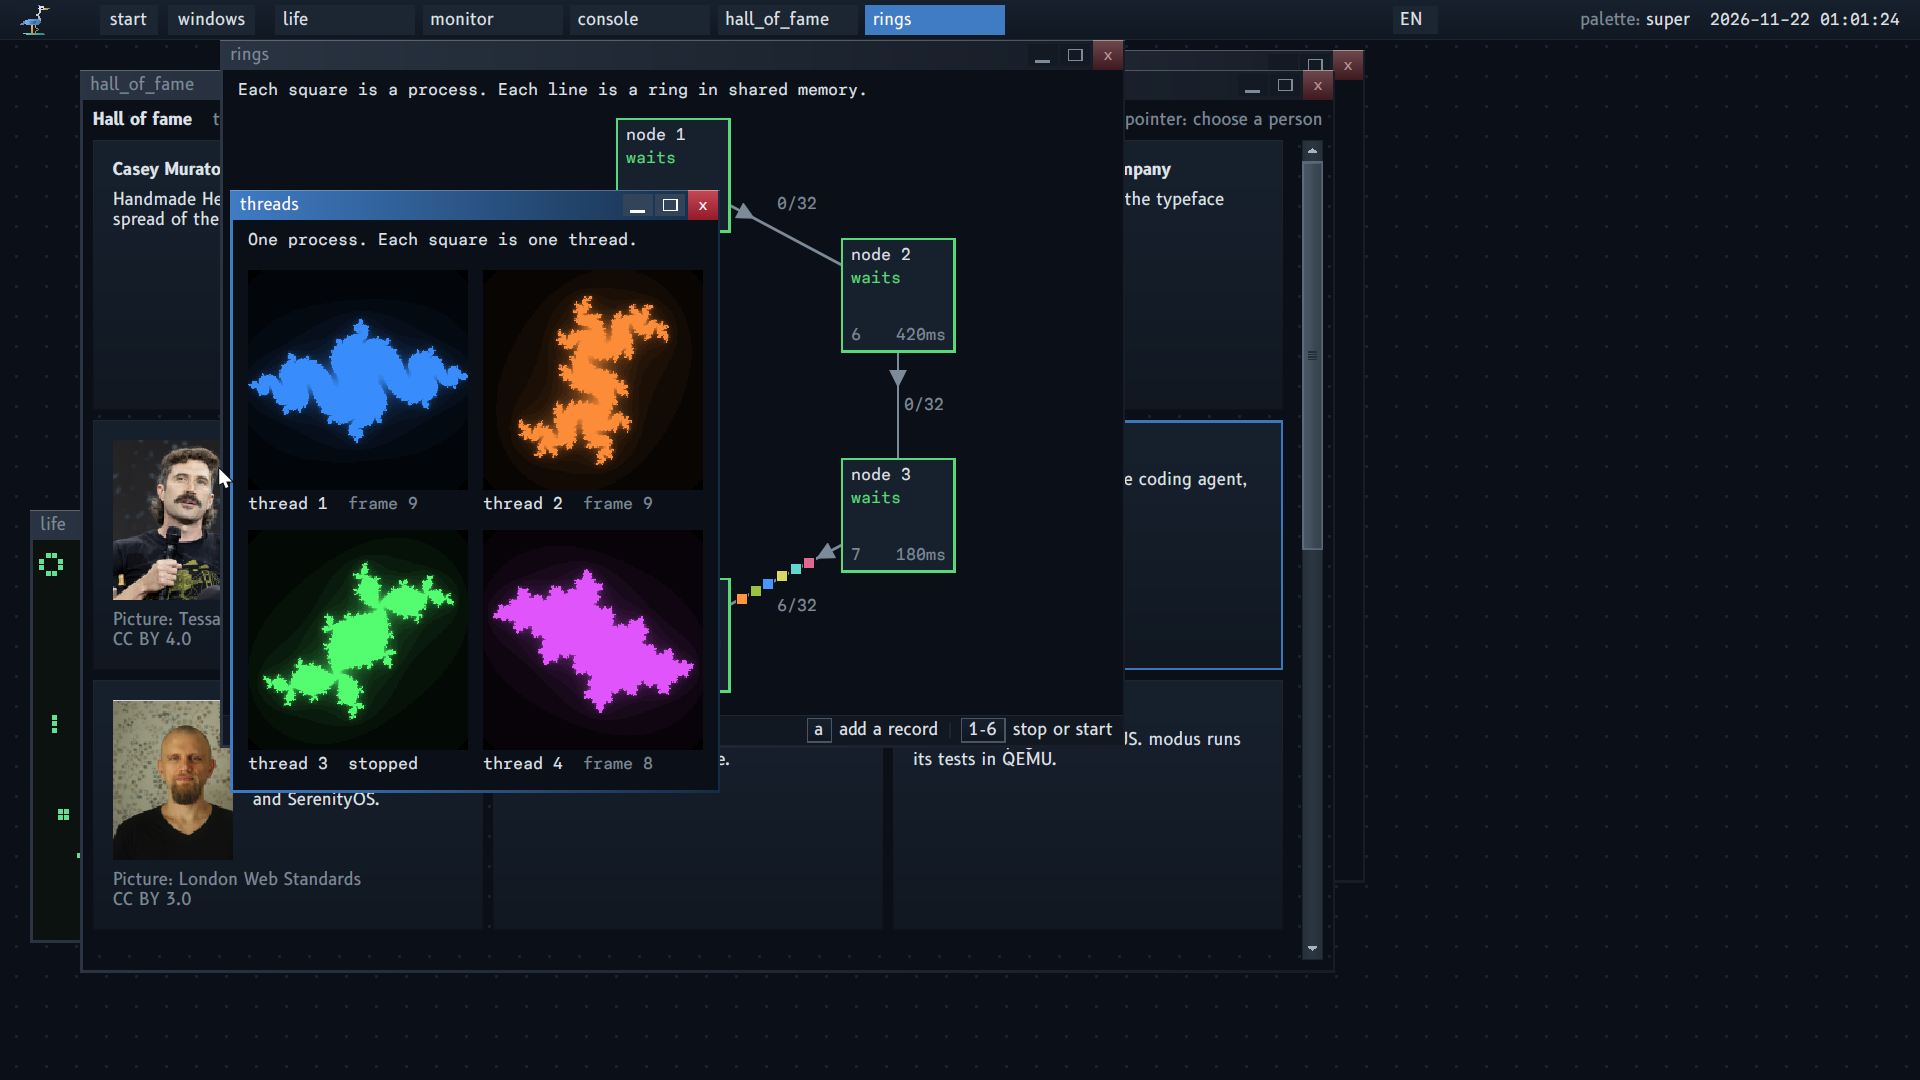 start windows life monitor console hall_of_fame rings EN palette: super 2026-11-22 01:01:24
rings x
x
hall_of_fame x
Each square is a process. Each line is a ring in shared memory.
Hall of fame
pointer: choose a person
node 1
waits
0/32
Casey Murato
Handmade He
spread of the
mpany
the typeface
threads x
One process. Each square is one thread.
node 2
waits
6 420ms
0/32
thread 1 frame 9
thread 2 frame 9
node 3
waits
7 180ms
6/32
e coding agent,
life
Picture: Tessa
CC BY 4.0
thread 3 stopped
thread 4 frame 8
a add a record 1-6 stop or start
e.
JS. modus runs
its tests in QEMU.
and SerenityOS.
Picture: London Web Standards
CC BY 3.0